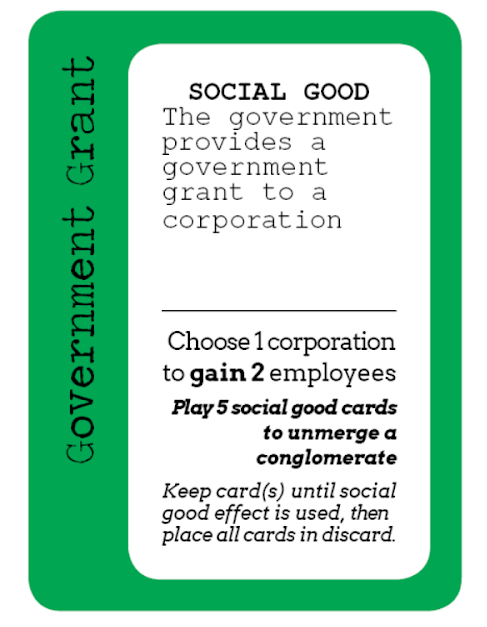 Government Grant
SOCIAL GOOD
The government
provides a
government
grant to a
corporation
Choose 1 corporation
to gain 2 employees
Play 5 social good cards
to unmerge a
conglomerate
Keep card(s) until social
good effect is used, then
place all cards in discard.